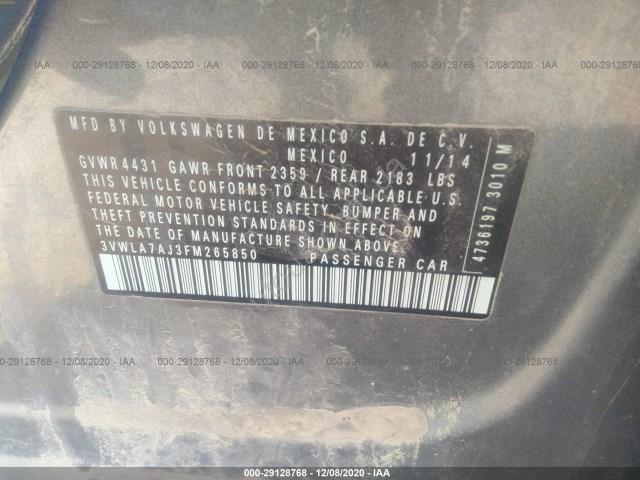 000-29128768 - 12/08/2020 - IAA
MFD BY VOLKSWAGEN DE MEXICO S.A. DE C.V.
MEXICO 11/14
GVWR 4431 GAWR FRONT 2359 / REAR 2183 LBS
THIS VEHICLE CONFORMS TO ALL APPLICABLE U.S.
FEDERAL MOTOR VEHICLE SAFETY, BUMPER AND
THEFT PREVENTION STANDARDS IN EFFECT ON
THE DATE OF MANUFACTURE SHOWN ABOVE.
3VWLA7AJ3FM265850 PASSENGER CAR
4736197 3010 M
000-29128768 - 12/08/2020 - IAA
000-29128768 - 12/08/2020 - IAA